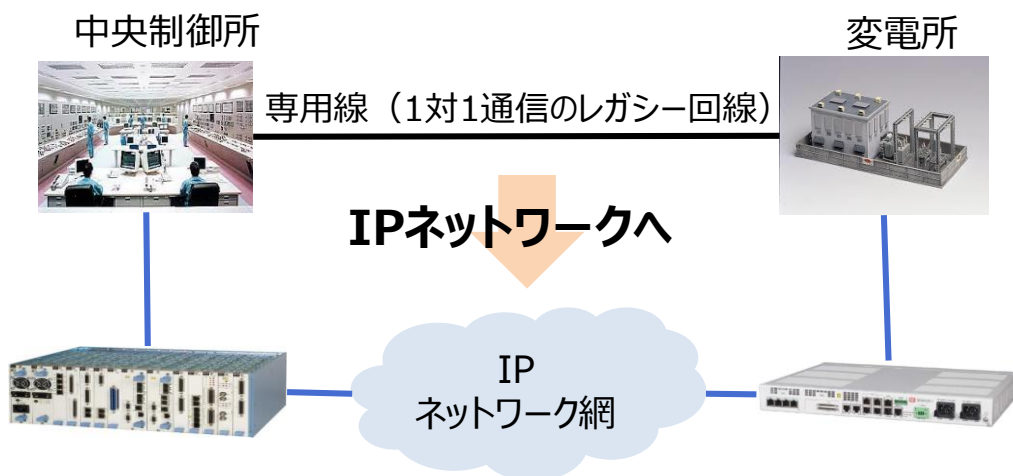 中央制御所
変電所
専用線（1対1通信のレガシー回線）
IPネットワークへ
IP
ネットワーク網